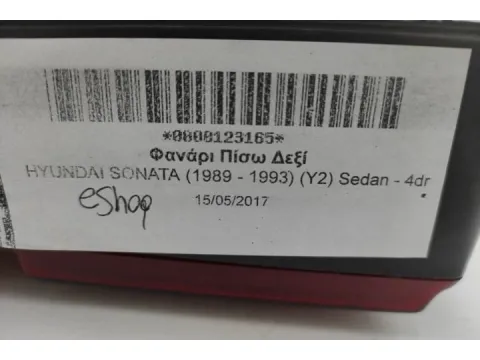 *0800123165*
Φανάρι Πίσω Δεξί
HYUNDAI SONATA (1989 - 1993) (Y2) Sedan - 4dr
eshop 15/05/2017